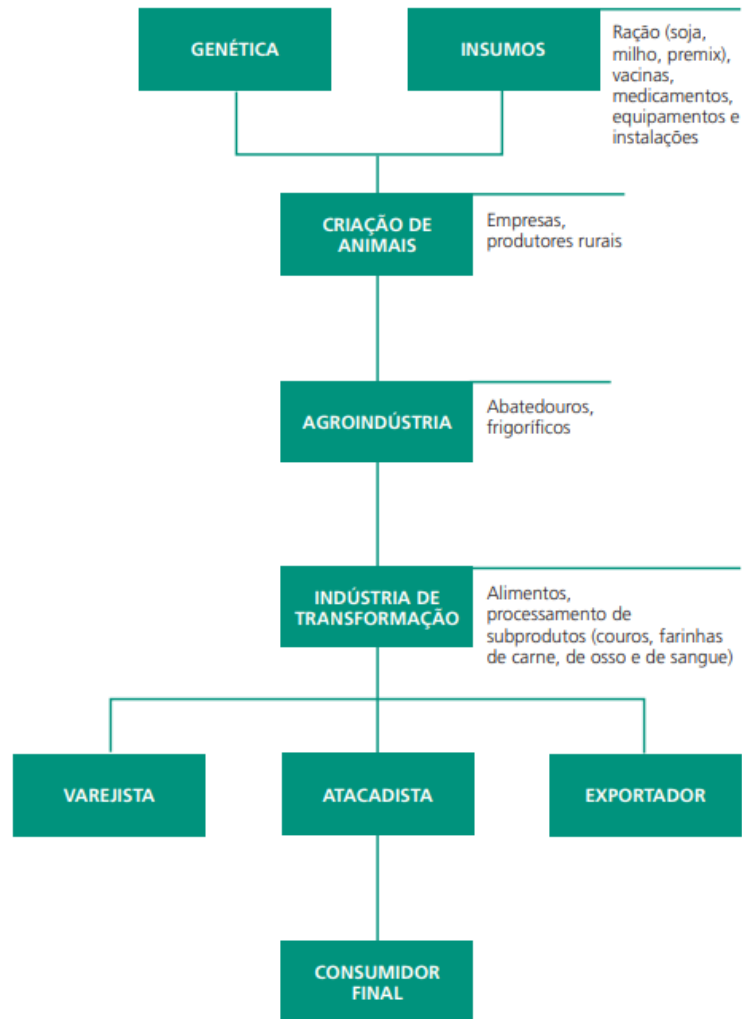 GENÉTICA
INSUMOS
Ração (soja,
milho, premix),
vacinas,
medicamentos,
equipamentos e
instalações
CRIAÇÃO DE
ANIMAIS
Empresas,
produtores rurais
AGROINDÚSTRIA
Abatedouros,
frigoríficos
INDÚSTRIA DE
TRANSFORMAÇÃO
Alimentos,
processamento de
subprodutos (couros, farinhas
de carne, de osso e de sangue)
VAREJISTA
ATACADISTA
EXPORTADOR
CONSUMIDOR
FINAL